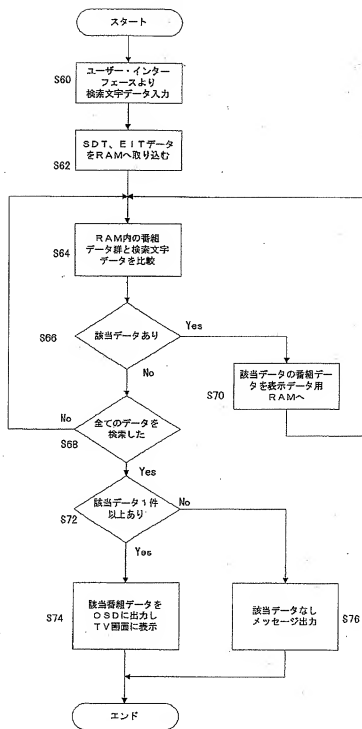 スタート
S60
ユーザー・インター
フェースより
検索文字データ入力
S62
SDT、EITデータ
をRAMへ取り込む
S64
RAM内の番組
データ群と検索文字
データを比較
S66
該当データあり
Yes
No
S70
該当データの番組デー
タを表示データ用
RAMへ
No
全てのデータを
検索した
S68
Yes
S72
該当データ1件
以上あり
No
Yes
S74
該当番組データを
OSDに出力し
TV画面に表示
該当データなし
メッセージ出力
S76
エンド